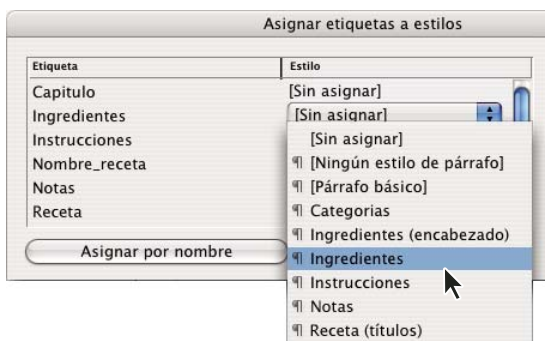 Asignar etiquetas a estilos
Etiqueta Estilo
Capitulo [Sin asignar]
Ingredientes [Sin asignar]
Instrucciones [Sin asignar]
Nombre_receta ¶ [Ningún estilo de párrafo]
Notas ¶ [Párrafo básico]
Receta ¶ Categorias
¶ Ingredientes (encabezado)
Asignar por nombre ¶ Ingredientes
¶ Instrucciones
¶ Notas
¶ Receta (títulos)